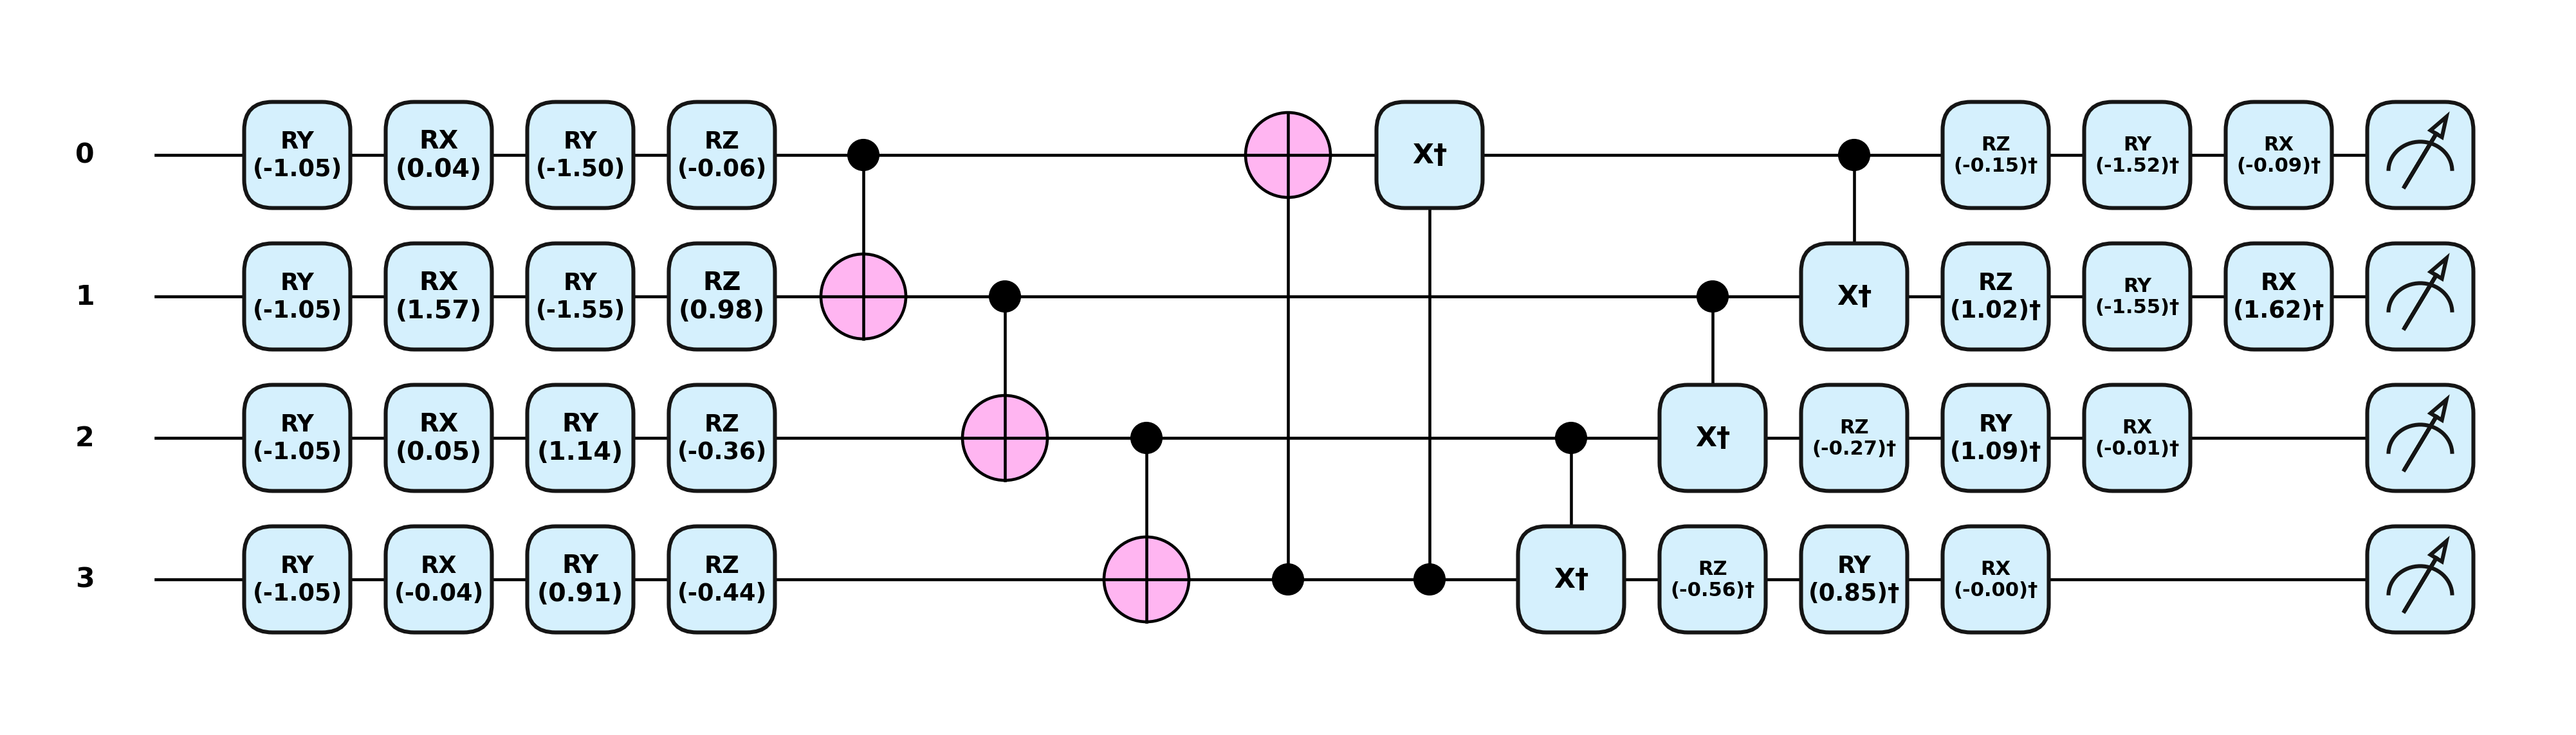 0 RY RX RY RZ X† RZ RY RX
(-1.05) (0.04) (-1.50) (-0.06) (-0.15)† (-1.52)† (-0.09)†
1 RY RX RY RZ X† RZ RY RX
(-1.05) (1.57) (-1.55) (0.98) (1.02)† (-1.55)† (1.62)†
2 RY RX RY RZ X† RZ RY RX
(-1.05) (0.05) (1.14) (-0.36) (-0.27)† (1.09)† (-0.01)†
3 RY RX RY RZ X† RZ RY RX
(-1.05) (-0.04) (0.91) (-0.44) (-0.56)† (0.85)† (-0.00)†